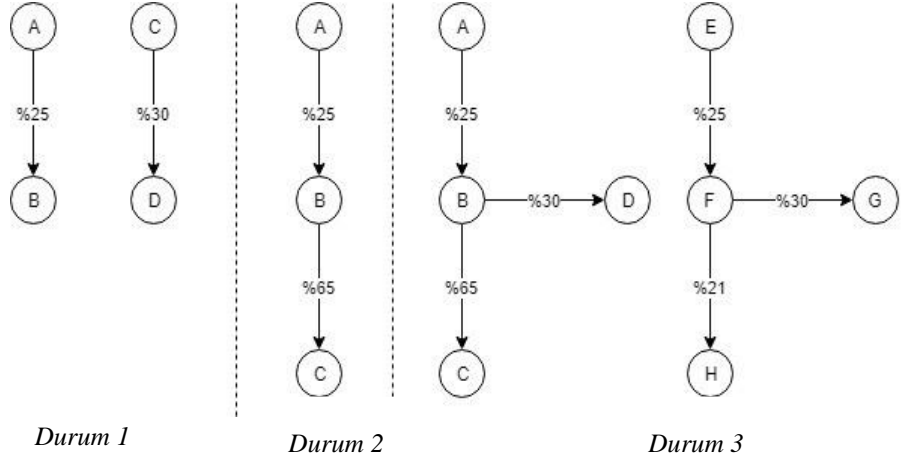 A C A A E
%25 %30 %25 %25 %25
B D B B %30 D F %30 G
%65 %65 %21
C C H
Durum 1 Durum 2 Durum 3